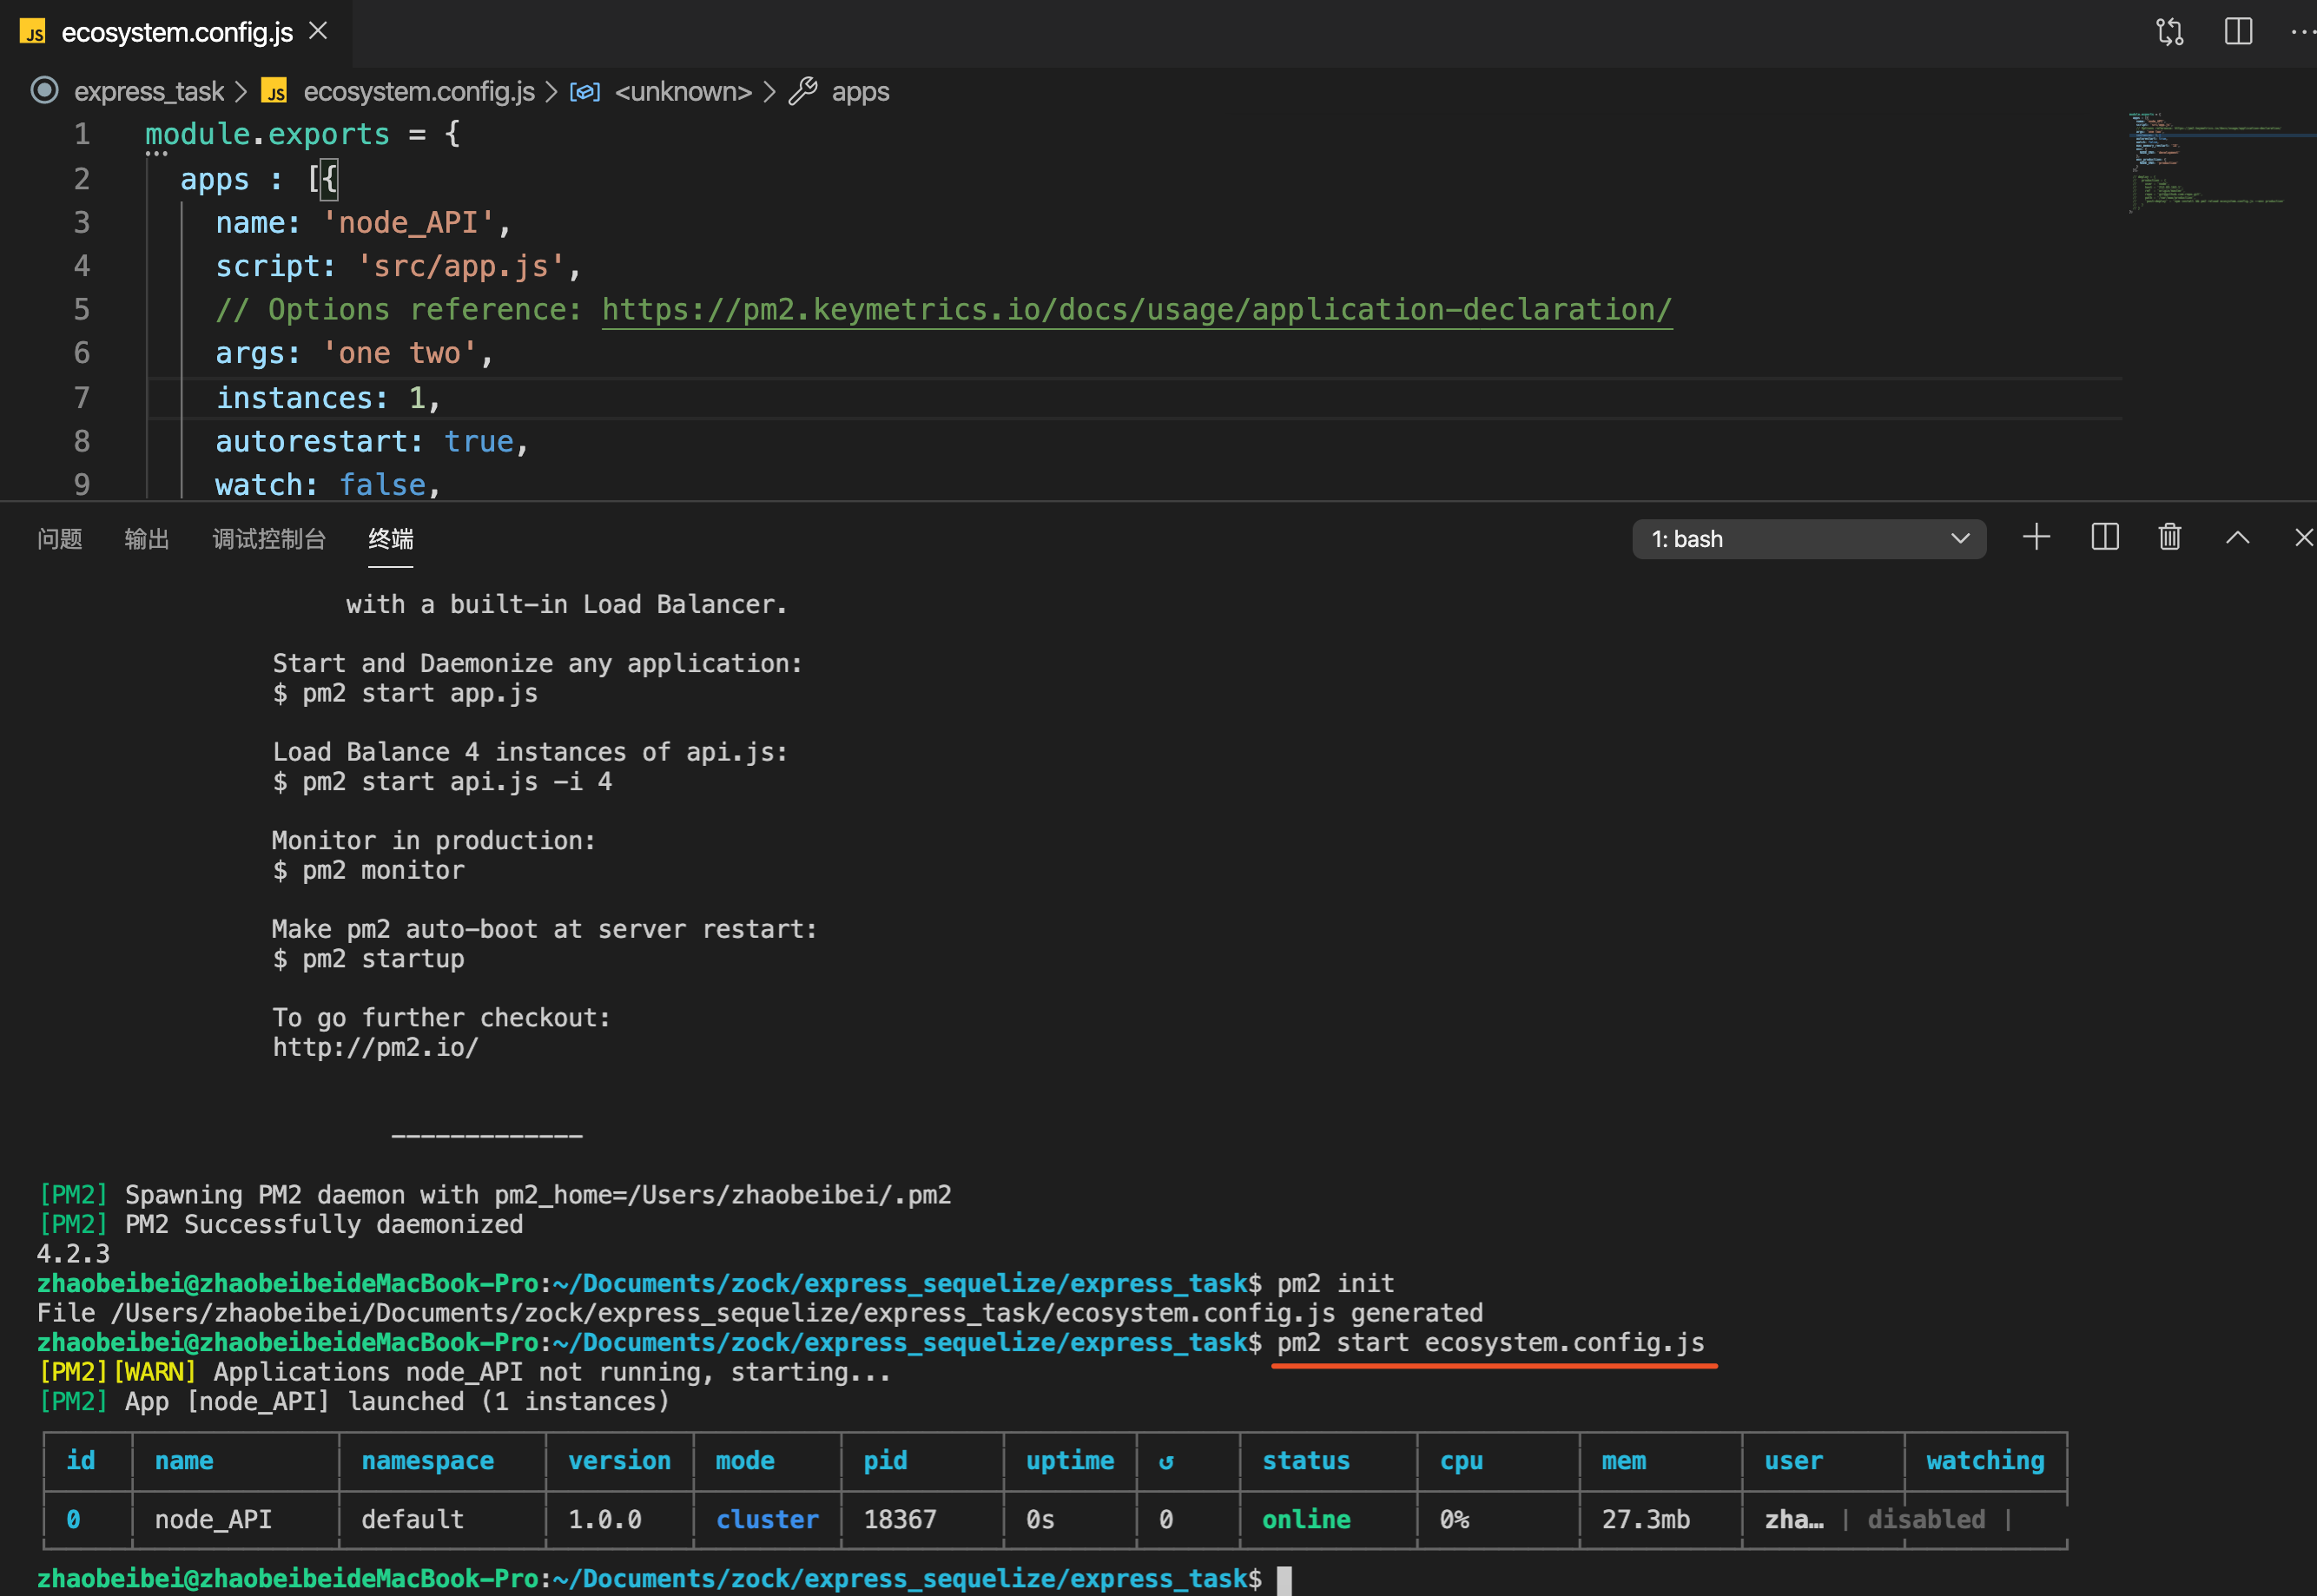 JS ecosystem.config.js
express_task > JS ecosystem.config.js > <unknown> > apps
1 module.exports = {
2 apps : [{
3 name: 'node_API',
4 script: 'src/app.js',
5 // Options reference: https://pm2.keymetrics.io/docs/usage/application-declaration/
6 args: 'one two',
7 instances: 1,
8 autorestart: true,
9 watch: false,
问题 输出 调试控制台 终端 1: bash
with a built-in Load Balancer.
Start and Daemonize any application:
$ pm2 start app.js
Load Balance 4 instances of api.js:
$ pm2 start api.js -i 4
Monitor in production:
$ pm2 monitor
Make pm2 auto-boot at server restart:
$ pm2 startup
To go further checkout:
http://pm2.io/
-------------
[PM2] Spawning PM2 daemon with pm2_home=/Users/zhaobeibei/.pm2
[PM2] PM2 Successfully daemonized
4.2.3
zhaobeibei@zhaobeibeideMacBook-Pro:~/Documents/zock/express_sequelize/express_task$ pm2 init
File /Users/zhaobeibei/Documents/zock/express_sequelize/express_task/ecosystem.config.js generated
zhaobeibei@zhaobeibeideMacBook-Pro:~/Documents/zock/express_sequelize/express_task$ pm2 start ecosystem.config.js
[PM2][WARN] Applications node_API not running, starting...
[PM2] App [node_API] launched (1 instances)
id name namespace version mode pid uptime ↺ status cpu mem user watching
0 node_API default 1.0.0 cluster 18367 0s 0 online 0% 27.3mb zha… | disabled |
zhaobeibei@zhaobeibeideMacBook-Pro:~/Documents/zock/express_sequelize/express_task$